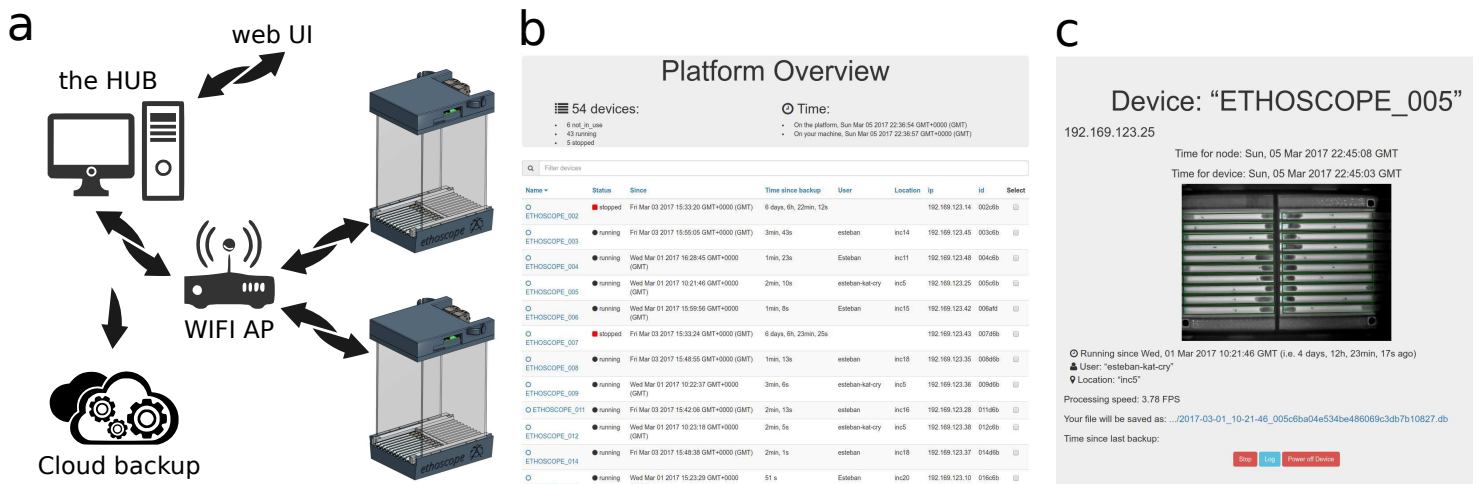 a
web UI
the HUB
ethoscope
WIFI AP
ethoscope
Cloud backup
b
Platform Overview
54 devices:
6 not_in_use
43 running
5 stopped
Time:
On the platform, Sun Mar 05 2017 22:36:54 GMT+0000 (GMT)
On your machine, Sun Mar 05 2017 22:36:57 GMT+0000 (GMT)
Filter devices
Name Status Since Time since backup User Location ip id Select
ETHOSCOPE_002 stopped Fri Mar 03 2017 15:33:20 GMT+0000 (GMT) 6 days, 6h, 22min, 12s 192.169.123.14 002c6b
ETHOSCOPE_003 running Fri Mar 03 2017 15:55:05 GMT+0000 (GMT) 3min, 43s esteban inc14 192.169.123.45 003c6b
ETHOSCOPE_004 running Wed Mar 01 2017 16:28:45 GMT+0000 (GMT) 1min, 23s Esteban inc11 192.169.123.48 004c6b
ETHOSCOPE_005 running Wed Mar 01 2017 10:21:46 GMT+0000 (GMT) 2min, 10s esteban-kat-cry inc5 192.169.123.25 005c6b
ETHOSCOPE_006 running Wed Mar 01 2017 15:59:56 GMT+0000 (GMT) 1min, 8s Esteban inc15 192.169.123.42 006afd
ETHOSCOPE_007 stopped Fri Mar 03 2017 15:33:24 GMT+0000 (GMT) 6 days, 6h, 23min, 25s 192.169.123.43 007d6b
ETHOSCOPE_008 running Fri Mar 03 2017 15:48:55 GMT+0000 (GMT) 1min, 13s esteban inc18 192.169.123.35 008d6b
ETHOSCOPE_009 running Wed Mar 01 2017 10:22:37 GMT+0000 (GMT) 3min, 6s esteban-kat-cry inc5 192.169.123.36 009d6b
ETHOSCOPE_011 running Fri Mar 03 2017 15:42:06 GMT+0000 (GMT) 2min, 13s esteban inc16 192.169.123.28 011d6b
ETHOSCOPE_012 running Wed Mar 01 2017 10:23:18 GMT+0000 (GMT) 2min, 5s esteban-kat-cry inc5 192.169.123.38 012c6b
ETHOSCOPE_014 running Fri Mar 03 2017 15:48:38 GMT+0000 (GMT) 2min, 1s esteban inc18 192.169.123.37 014d6b
running Wed Mar 01 2017 15:23:29 GMT+0000 51 s Esteban inc20 192.169.123.10 016c6b
c
Device: “ETHOSCOPE_005”
192.169.123.25
Time for node: Sun, 05 Mar 2017 22:45:08 GMT
Time for device: Sun, 05 Mar 2017 22:45:03 GMT
Running since Wed, 01 Mar 2017 10:21:46 GMT (i.e. 4 days, 12h, 23min, 17s ago)
User: “esteban-kat-cry”
Location: “inc5”
Processing speed: 3.78 FPS
Your file will be saved as: .../2017-03-01_10-21-46_005c6ba04e534be486069c3db7b10827.db
Time since last backup:
Stop Log Power off Device